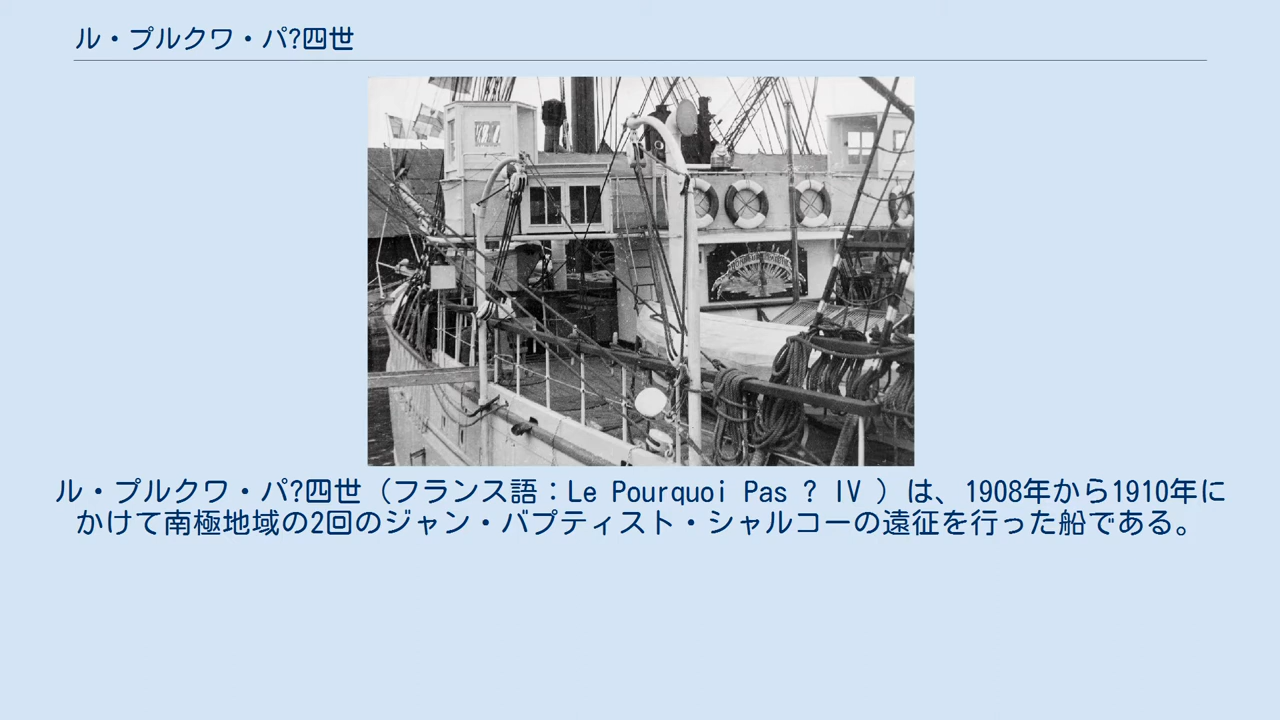 ル・プルクワ・パ?四世
ル・プルクワ・パ?四世（フランス語：Le Pourquoi Pas ? IV ）は、1908年から1910年に
かけて南極地域の2回のジャン・バプティスト・シャルコーの遠征を行った船である。